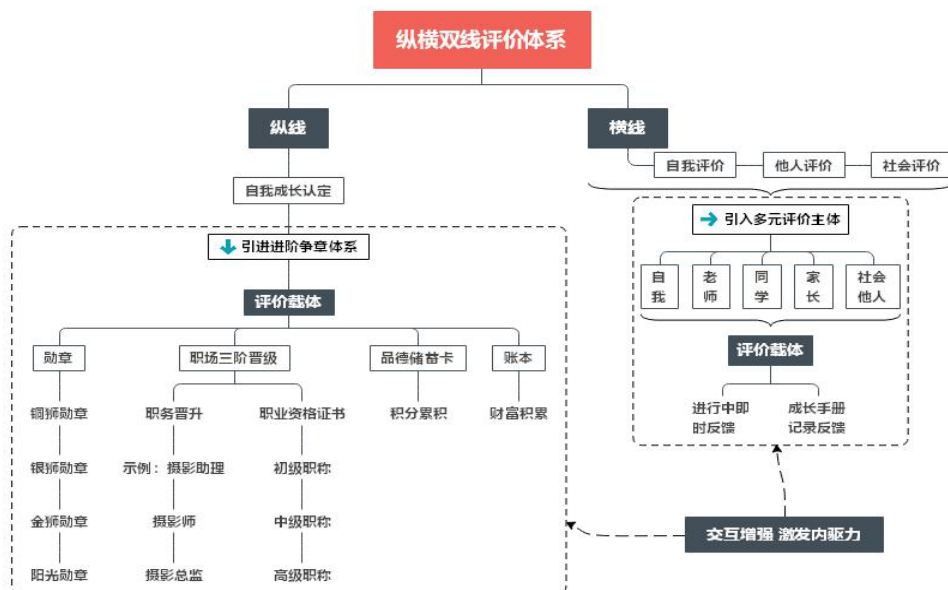 纵横双线评价体系
纵线
横线
自我评价
他人评价
社会评价
自我成长认定
引入多元评价主体
引进进阶争章体系
自我
老师
同学
家长
社会他人
评价载体
评价载体
勋章
职场三阶晋级
品德储蓄卡
账本
铜狮勋章
职务晋升
职业资格证书
积分累积
财富积累
进行中即
时反馈
成长手册
记录反馈
银狮勋章
示例：摄影助理
初级职称
金狮勋章
摄影师
中级职称
交互增强 激发内驱力
阳光勋章
摄影总监
高级职称